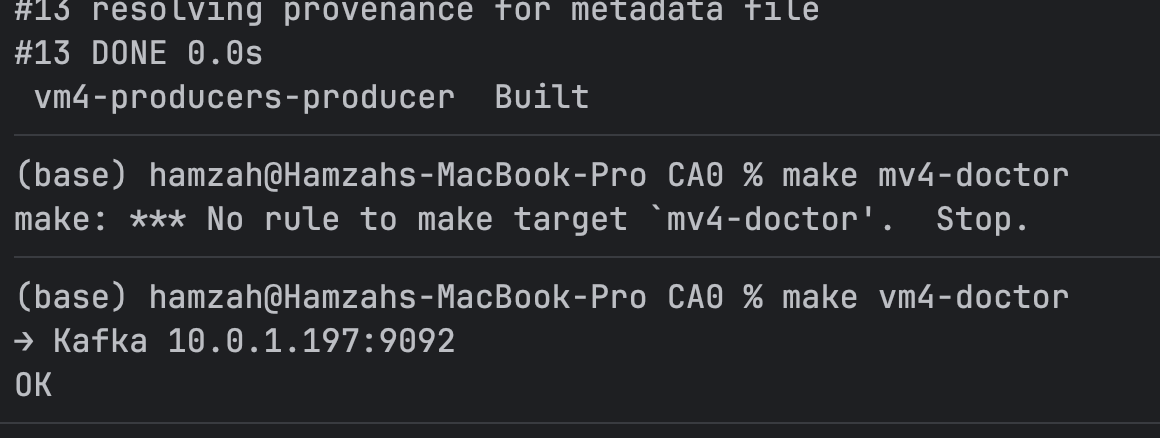 #13 resolving provenance for metadata file
#13 DONE 0.0s
 vm4-producers-producer  Built
(base) hamzah@Hamzahs-MacBook-Pro CA0 % make mv4-doctor
make: *** No rule to make target `mv4-doctor'.  Stop.
(base) hamzah@Hamzahs-MacBook-Pro CA0 % make vm4-doctor
→ Kafka 10.0.1.197:9092
OK